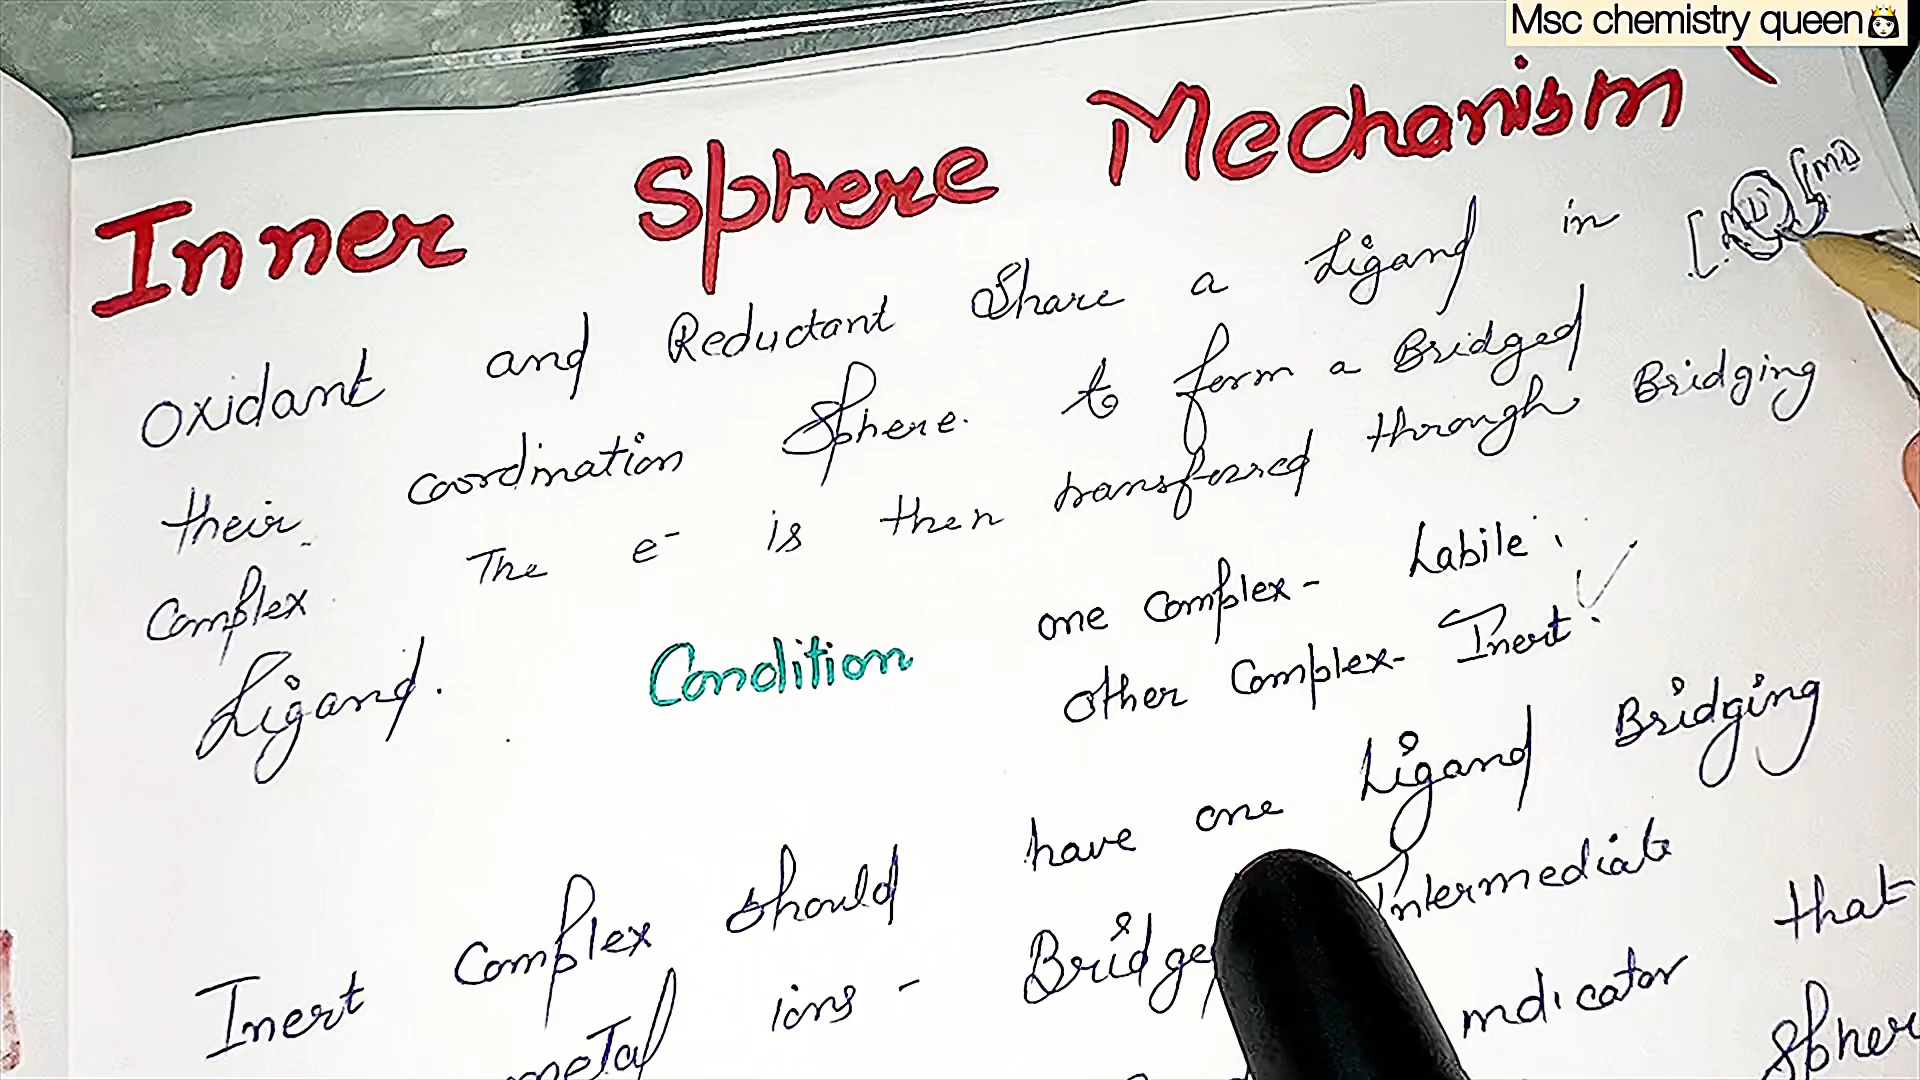 Msc chemistry queen
Inner Sphere Mechanism
Oxidant and Reductant Share a Ligand in
their coordination Sphere. to form a Bridged
Complex The e- is then transferred through Bridging
Ligand.
Condition
one Complex- Labile
other Complex- Inert
Inert Complex should have one Ligand Bridging
metal ions - Bridge Intermediate
indicator that
Spher